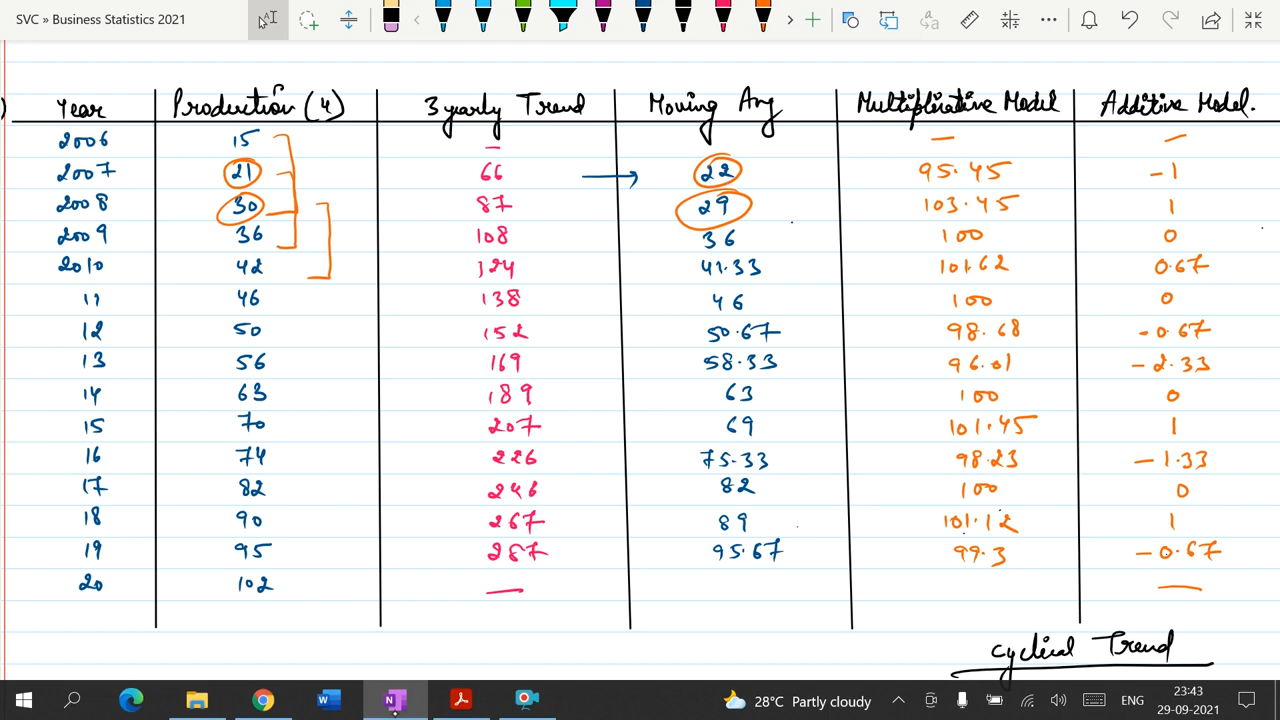 SVC » Business Statistics 2021
Year Production (Y) 3 yearly Trend Moving Avg Multiplicative Model Additive Model.
2006 15 — — —
2007 21 66 → 22 95.45 -1
2008 30 87 29 103.45 1
2009 36 108 36 100 0
2010 42 124 41.33 101.62 0.67
11 46 138 46 100 0
12 50 152 50.67 98.68 -0.67
13 56 169 58.33 96.01 -2.33
14 63 189 63 100 0
15 70 207 69 101.45 1
16 74 226 75.33 98.23 -1.33
17 82 246 82 100 0
18 90 267 89 101.12 1
19 95 287 95.67 99.3 -0.67
20 102 — —
Cyclical Trend
28°C Partly cloudy
ENG
23:43
29-09-2021